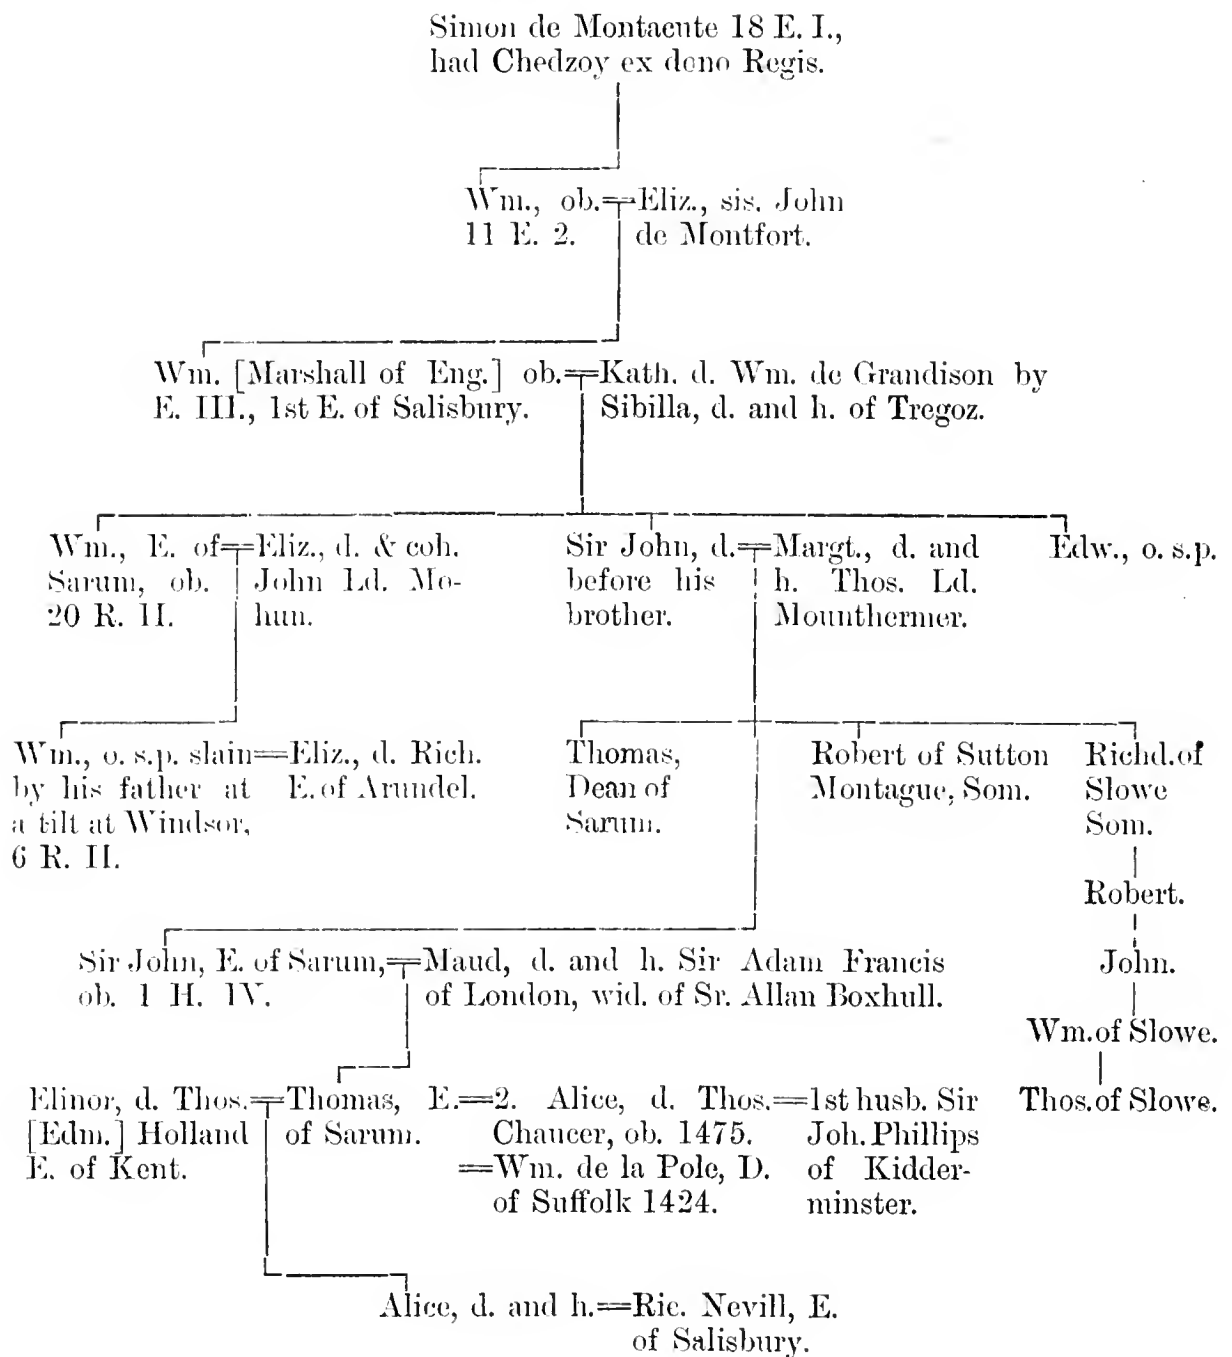 Simon de Montacute 18 E. I.,
had Chedzoy ex dono Regis.
Wm., ob.=Eliz., sis. John
11 E. 2. de Montfort.
Wm. [Marshall of Eng.] ob.=Kath. d. Wm. de Grandison by
E. III., 1st E. of Salisbury. Sibilla, d. and h. of Tregoz.
Wm., E. of=Eliz., d. & coh.
Sarum, ob. John Ld. Mo-
20 R. II. hun.
Sir John, d.=Margt., d. and
before his h. Thos. Ld.
brother. Mounthermer.
Edw., o. s.p.
Wm., o. s.p. slain=Eliz., d. Rich.
by his father at E. of Arundel.
a tilt at Windsor,
6 R. II.
Thomas,
Dean of
Sarum.
Robert of Sutton
Montague, Som.
Richd. of
Slowe
Som.
Robert.
John.
Wm. of Slowe.
Thos. of Slowe.
Sir John, E. of Sarum,=Maud, d. and h. Sir Adam Francis
ob. 1 H. IV. of London, wid. of Sr. Allan Boxhull.
Elinor, d. Thos.=Thomas, E.=2. Alice, d. Thos.=1st husb. Sir
[Edm.] Holland of Sarum. Chaucer, ob. 1475. Joh. Phillips
E. of Kent. =Wm. de la Pole, D. of Kidder-
of Suffolk 1424. minster.
Alice, d. and h.=Ric. Nevill, E.
of Salisbury.